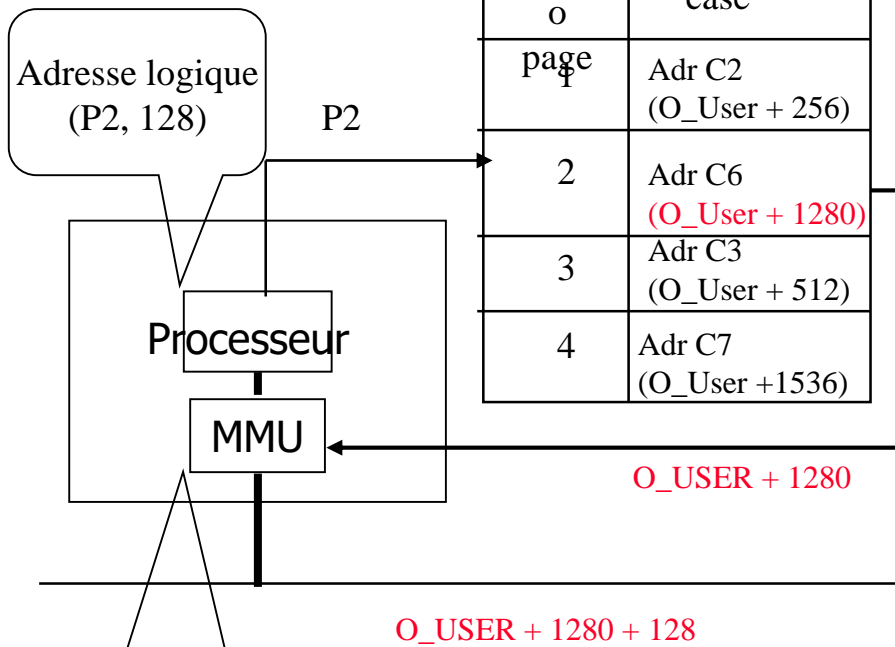 case
o
page
Adresse logique
(P2, 128)
P2
1
Adr C2
(O_User + 256)
2
Adr C6
(O_User + 1280)
3
Adr C3
(O_User + 512)
4
Adr C7
(O_User +1536)
Processeur
MMU
O_USER + 1280
O_USER + 1280 + 128